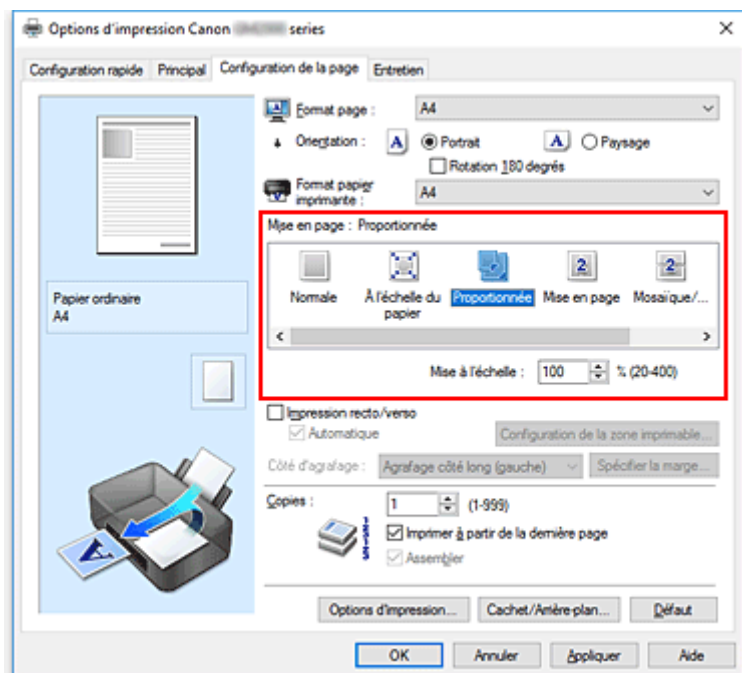 Options d'impression Canon series
Configuration rapide Principal Configuration de la page Entretien
Format page : A4
Orientation : A Portrait A Paysage
Rotation 180 degrés
Format papier
imprimante : A4
Mise en page : Proportionnée
2 2
Normale À l'échelle du papier Proportionnée Mise en page Mosaïque/...
Mise à l'échelle : 100 % (20-400)
Papier ordinaire
A4
Impression recto/verso
Automatique Configuration de la zone imprimable...
Côté d'agrafage : Agrafage côté long (gauche) Spécifier la marge...
Copies : 1 (1-999)
Imprimer à partir de la dernière page
Assembler
A
Options d'impression... Cachet/Arrière-plan... Défaut
OK Annuler Appliquer Aide